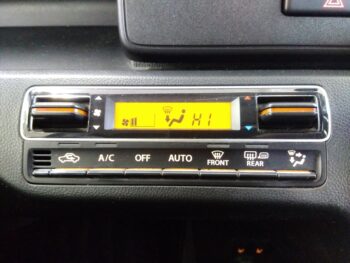 HI
A/C OFF AUTO FRONT REAR